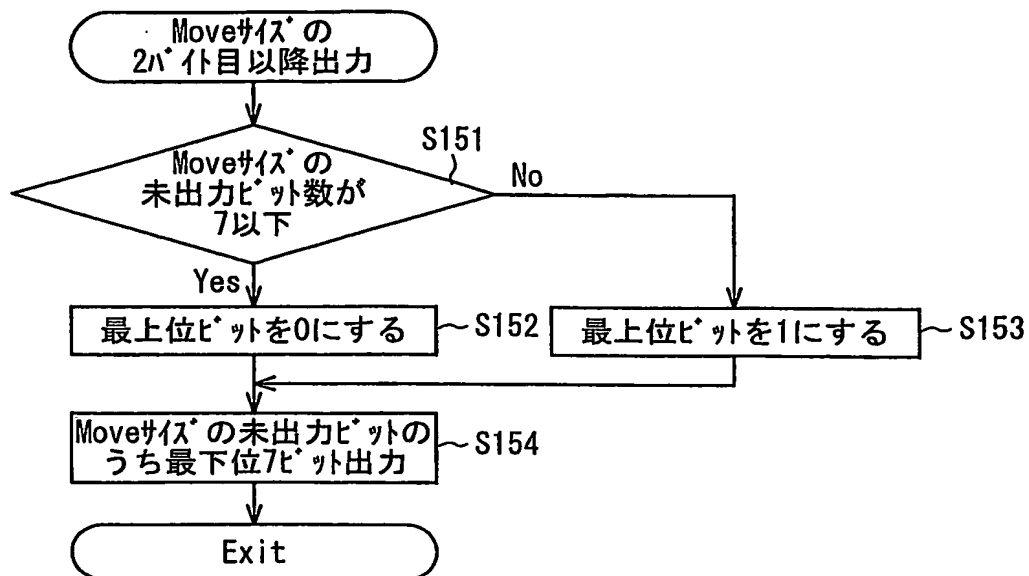 Moveサイズの
2バイト目以降出力
S151
Moveサイズの
未出力ビット数が
7以下
No
Yes
最上位ビットを0にする
S152
最上位ビットを1にする
S153
Moveサイズの未出力ビットの
うち最下位7ビット出力
S154
Exit